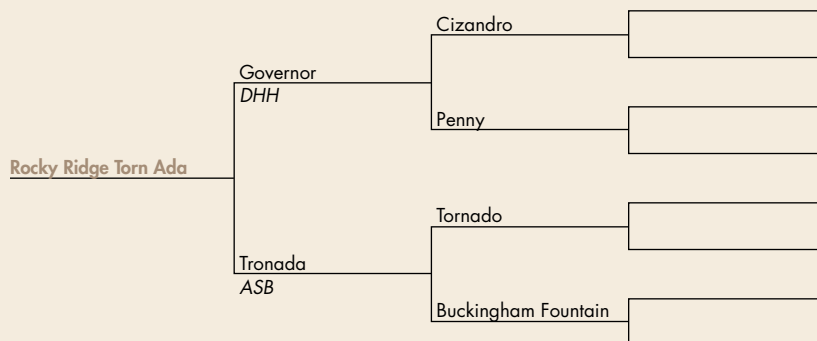 Cizandro
Governor
DHH
Penny
Rocky Ridge Torn Ada
Tornado
Tronada
ASB
Buckingham Fountain